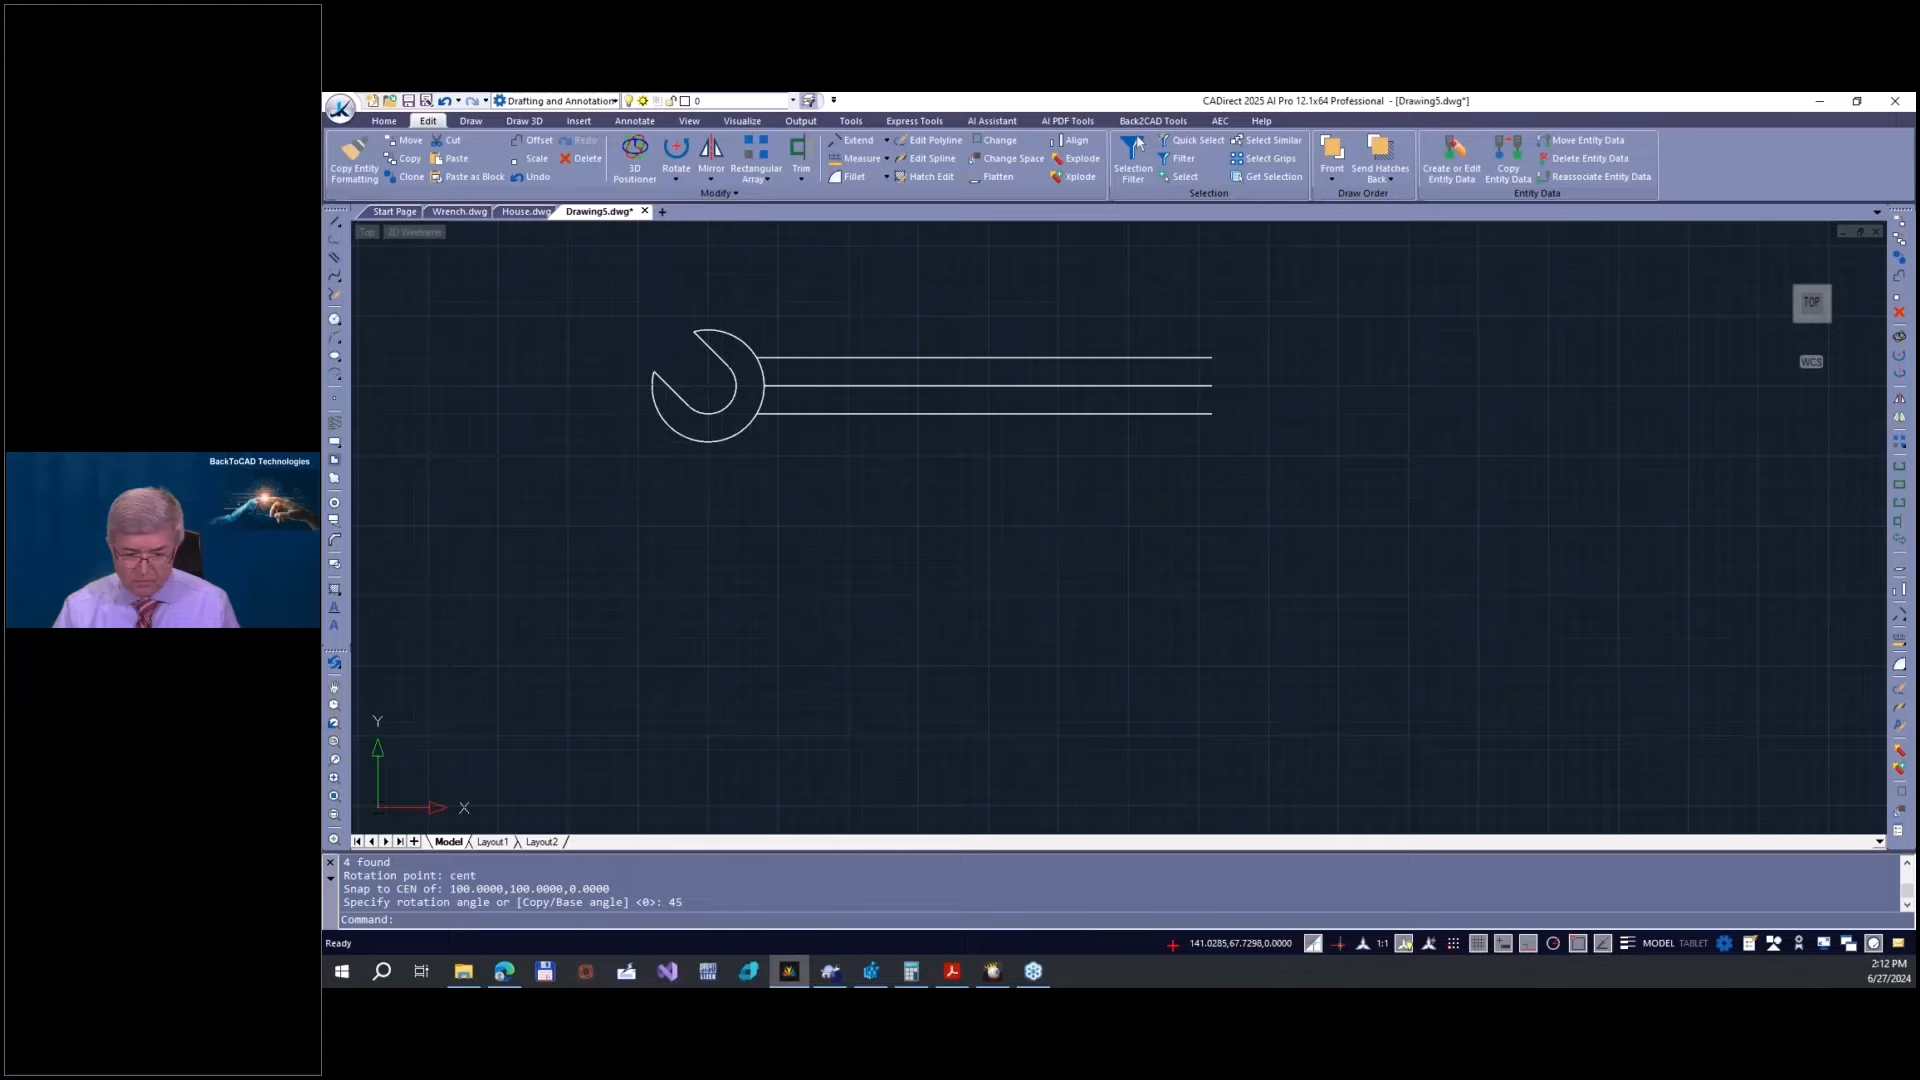 BackToCAD Technologies
Drafting and Annotation
0
CADirect 2025 AI Pro 12.1x64 Professional - [Drawing5.dwg*]
Home Edit Draw Draw 3D Insert Annotate View Visualize Output Tools Express Tools AI Assistant AI PDF Tools Back2CAD Tools AEC Help
Copy Entity Formatting
Move Cut
Copy Paste
Clone Paste as Block
Offset Redo
Scale Delete
Undo
3D Positioner
Rotate
Mirror
Rectangular Array
Trim
Extend Edit Polyline Change Align
Measure Edit Spline Change Space Explode
Fillet Hatch Edit Flatten Xplode
Modify
Selection Filter
Quick Select Select Similar
Filter Select Grips
Select Get Selection
Selection
Front
Send Hatches Back
Draw Order
Create or Edit Entity Data
Copy Entity Data
Move Entity Data
Delete Entity Data
Reassociate Entity Data
Entity Data
Start Page Wrench.dwg House.dwg Drawing5.dwg*
Top 2D Wireframe
TOP
WCS
Y
X
Model Layout1 Layout2
4 found
Rotation point: cent
Snap to CEN of: 100.0000,100.0000,0.0000
Specify rotation angle or [Copy/Base angle] <0>: 45
Command:
Ready
141.0285,67.7298,0.0000
1:1
MODEL TABLET
2:12 PM
6/27/2024